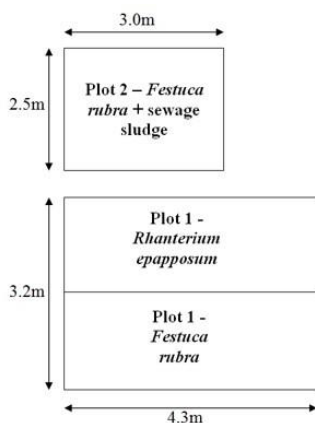 3.0m
2.5m
Plot 2 – Festuca
rubra + sewage
sludge
3.2m
Plot 1 -
Rhanterium
epapposum
Plot 1 -
Festuca
rubra
4.3m